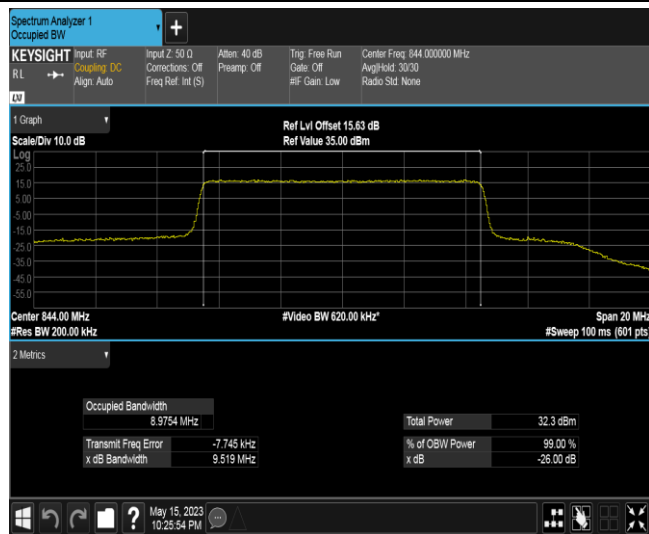 Spectrum Analyzer 1
Occupied BW
+
KEYSIGHT
R L
LXI
Input: RF
Coupling: DC
Align: Auto
Input Z: 50 Ω
Corrections: Off
Freq Ref: Int (S)
Atten: 40 dB
Preamp: Off
Trig: Free Run
Gate: Off
#IF Gain: Low
Center Freq: 844.000000 MHz
Avg|Hold: 30/30
Radio Std: None
1 Graph
Scale/Div 10.0 dB
Ref Lvl Offset 15.63 dB
Ref Value 35.00 dBm
Log
25.0
15.0
5.00
-5.00
-15.0
-25.0
-35.0
-45.0
-55.0
Center 844.00 MHz
#Res BW 200.00 kHz
#Video BW 620.00 kHz*
Span 20 MHz
#Sweep 100 ms (601 pts)
2 Metrics
Occupied Bandwidth
8.9754 MHz
Transmit Freq Error -7.745 kHz
x dB Bandwidth 9.519 MHz
Total Power 32.3 dBm
% of OBW Power 99.00 %
x dB -26.00 dB
?
May 15, 2023
10:25:54 PM